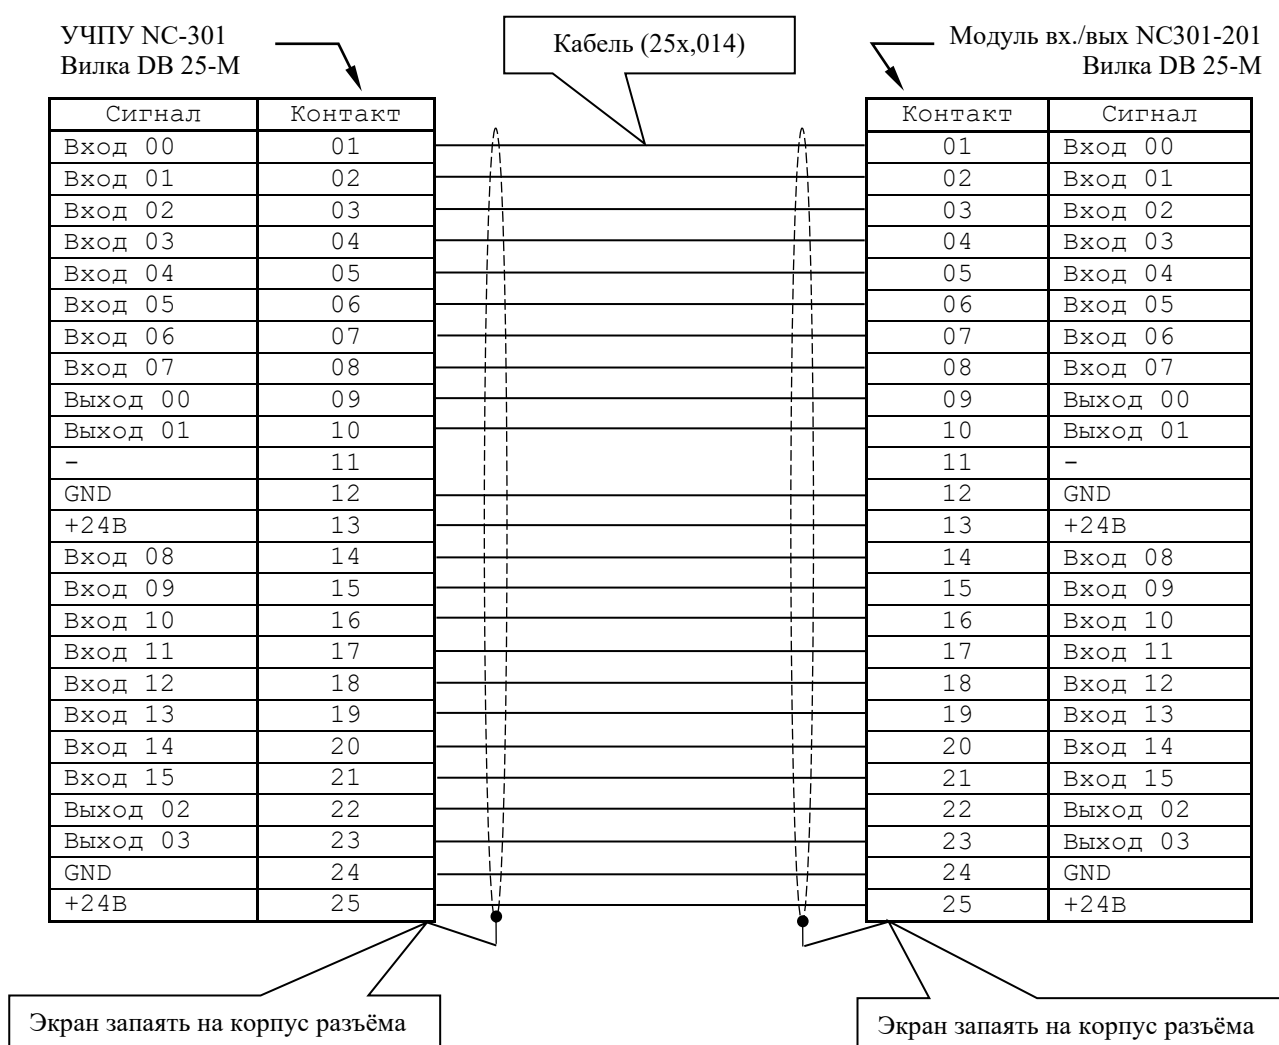 УЧПУ NC-301
Вилка DB 25-M
Кабель (25x,014)
Модуль вх./вых NC301-201
Вилка DB 25-M
Сигнал Контакт Контакт Сигнал
Вход 00 01 01 Вход 00
Вход 01 02 02 Вход 01
Вход 02 03 03 Вход 02
Вход 03 04 04 Вход 03
Вход 04 05 05 Вход 04
Вход 05 06 06 Вход 05
Вход 06 07 07 Вход 06
Вход 07 08 08 Вход 07
Выход 00 09 09 Выход 00
Выход 01 10 10 Выход 01
- 11 11 -
GND 12 12 GND
+24В 13 13 +24В
Вход 08 14 14 Вход 08
Вход 09 15 15 Вход 09
Вход 10 16 16 Вход 10
Вход 11 17 17 Вход 11
Вход 12 18 18 Вход 12
Вход 13 19 19 Вход 13
Вход 14 20 20 Вход 14
Вход 15 21 21 Вход 15
Выход 02 22 22 Выход 02
Выход 03 23 23 Выход 03
GND 24 24 GND
+24В 25 25 +24В
Экран запаять на корпус разъёма
Экран запаять на корпус разъёма